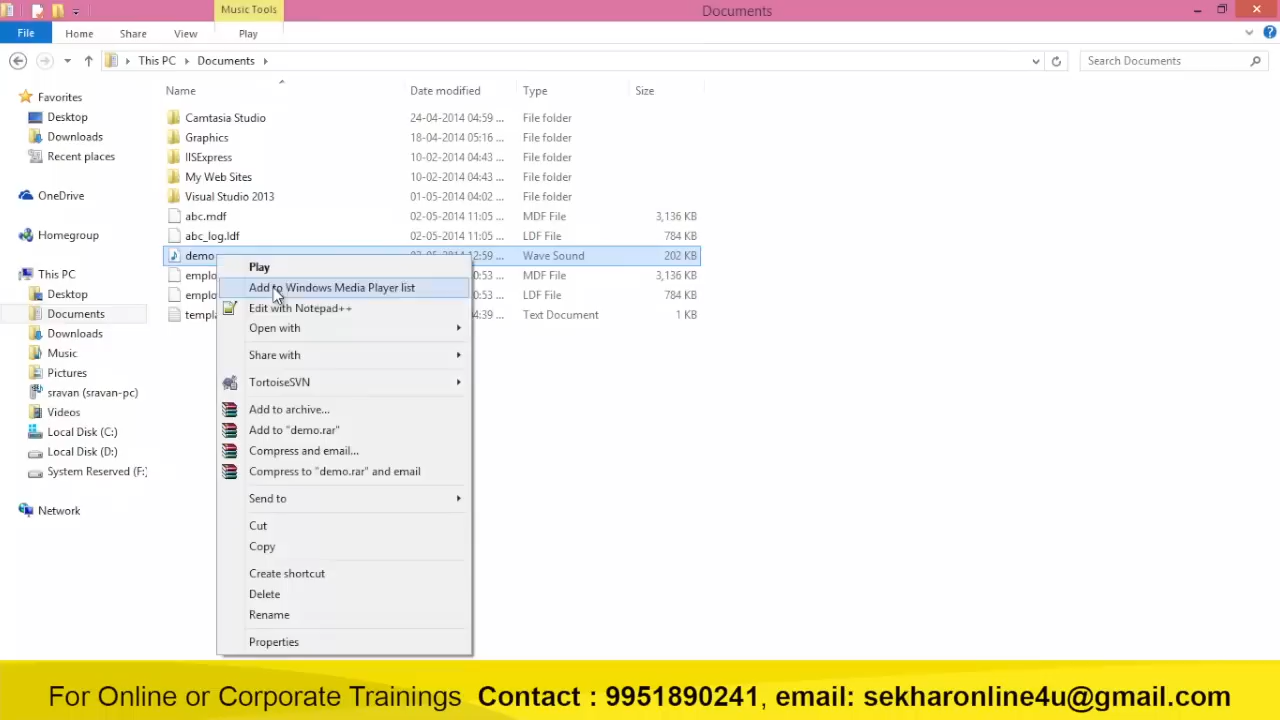 Music Tools
Documents
File Home Share View Play
This PC Documents
Search Documents
Name Date modified Type Size
Favorites
Desktop
Downloads
Recent places
OneDrive
Homegroup
This PC
Desktop
Documents
Downloads
Music
Pictures
sravan (sravan-pc)
Videos
Local Disk (C:)
Local Disk (D:)
System Reserved (F:)
Network
Camtasia Studio 24-04-2014 04:59 ... File folder
Graphics 18-04-2014 05:16 ... File folder
IISExpress 10-02-2014 04:43 ... File folder
My Web Sites 10-02-2014 04:43 ... File folder
Visual Studio 2013 01-05-2014 04:02 ... File folder
abc.mdf 02-05-2014 11:05 ... MDF File 3,136 KB
abc_log.ldf 02-05-2014 11:05 ... LDF File 784 KB
demo Wave Sound 202 KB
emplo 0:53 ... MDF File 3,136 KB
emplo 0:53 ... LDF File 784 KB
templa 4:39 ... Text Document 1 KB
Play
Add to Windows Media Player list
Edit with Notepad++
Open with
Share with
TortoiseSVN
Add to archive...
Add to "demo.rar"
Compress and email...
Compress to "demo.rar" and email
Send to
Cut
Copy
Create shortcut
Delete
Rename
Properties
For Online or Corporate Trainings Contact : 9951890241, email: sekharonline4u@gmail.com